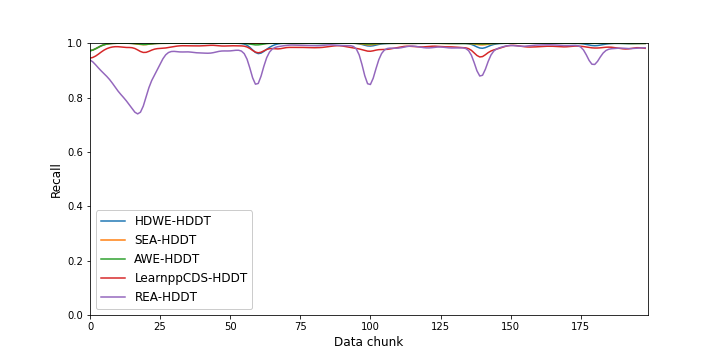 1.0
0.8
0.6
0.4
0.2
0.0
Recall
HDWE-HDDT
SEA-HDDT
AWE-HDDT
LearnppCDS-HDDT
REA-HDDT
0 25 50 75 100 125 150 175
Data chunk